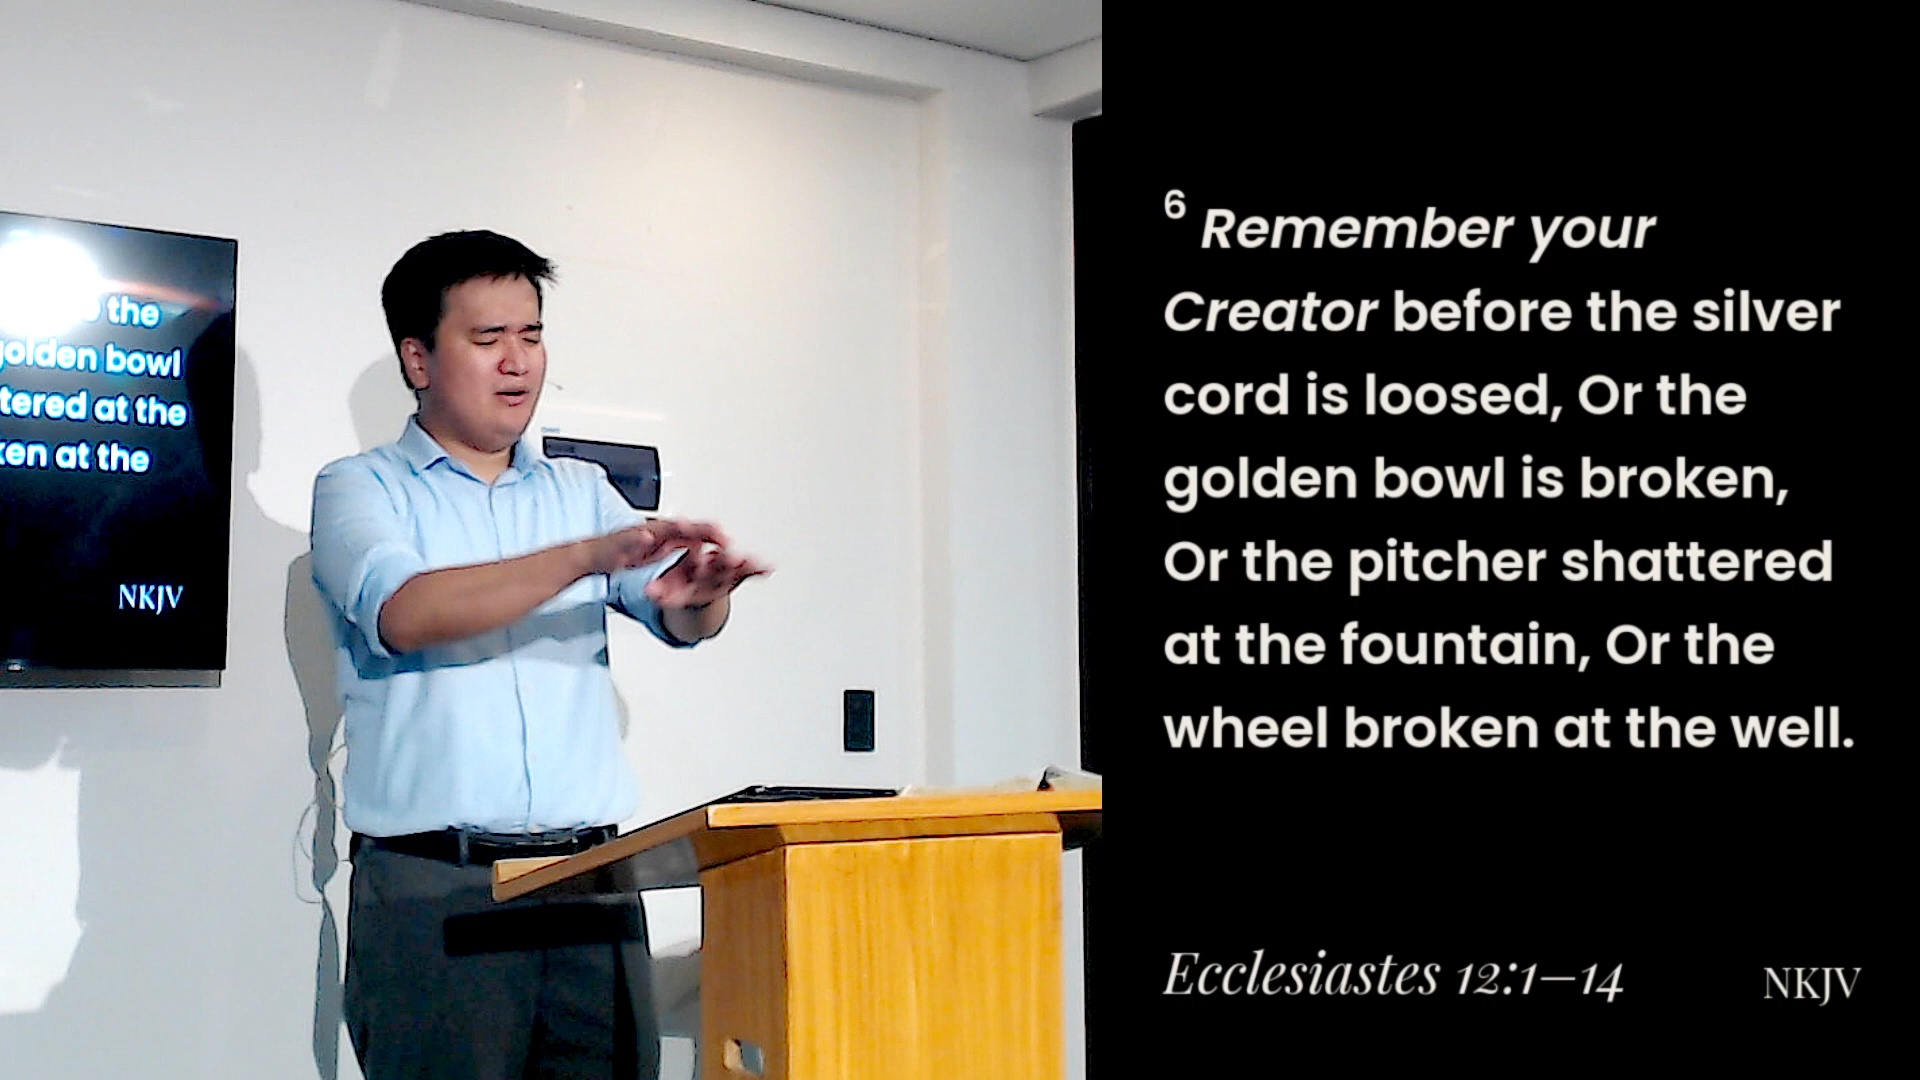 the
golden bowl
tered at the
ken at the
NKJV
6 Remember your
Creator before the silver
cord is loosed, Or the
golden bowl is broken,
Or the pitcher shattered
at the fountain, Or the
wheel broken at the well.
Ecclesiastes 12:1–14
NKJV